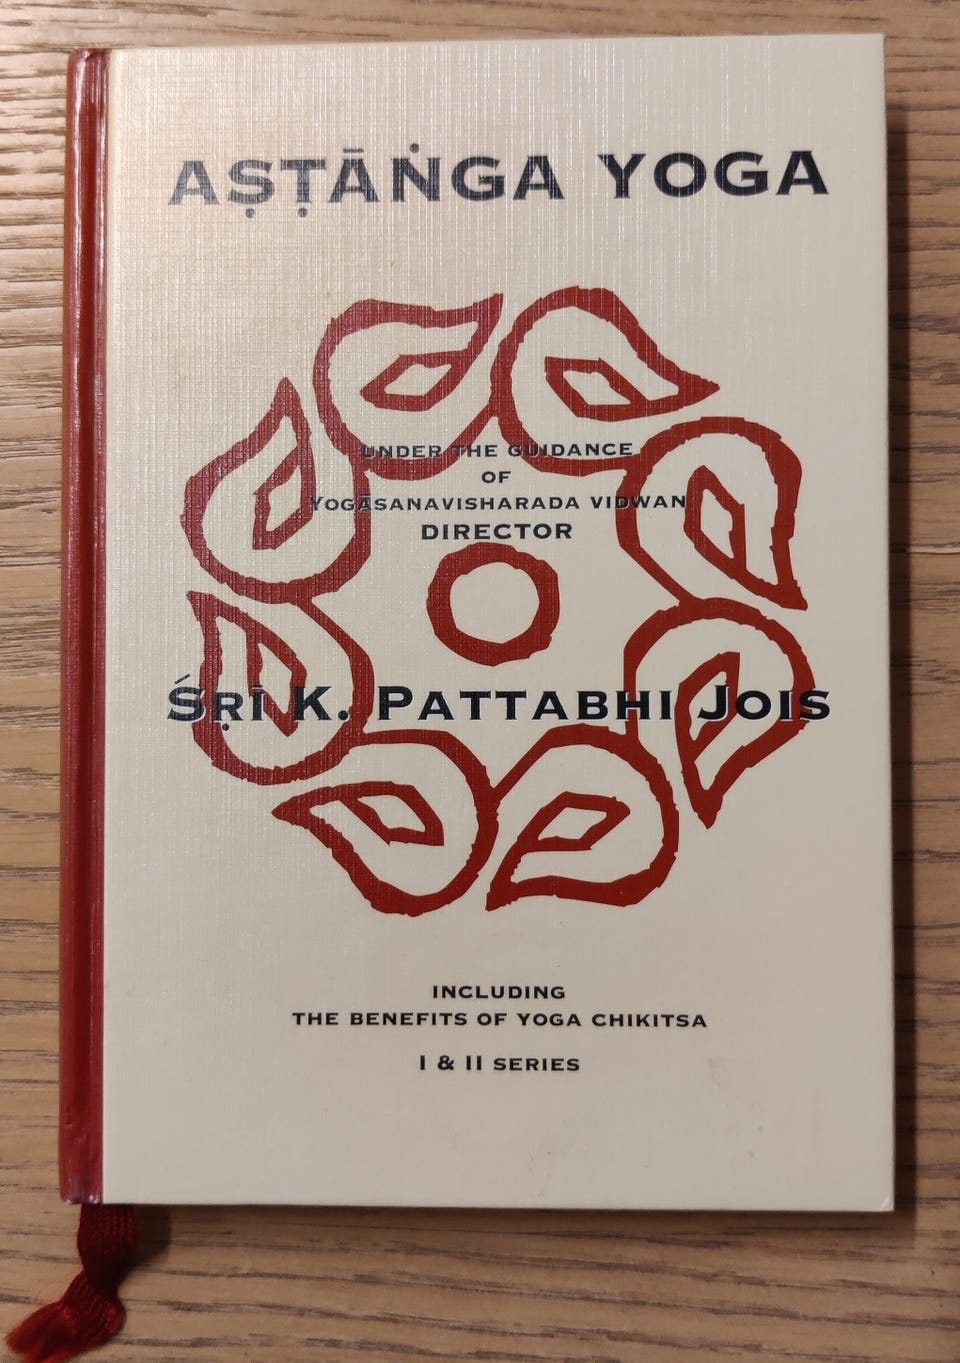 AṢṬĀṄGA YOGA
UNDER THE GUIDANCE
OF
YOGĀSANAVISHARADA VIDWAN
DIRECTOR
ŚṛĪ K. PATTABHI JOIS
INCLUDING
THE BENEFITS OF YOGA CHIKITSA
I & II SERIES